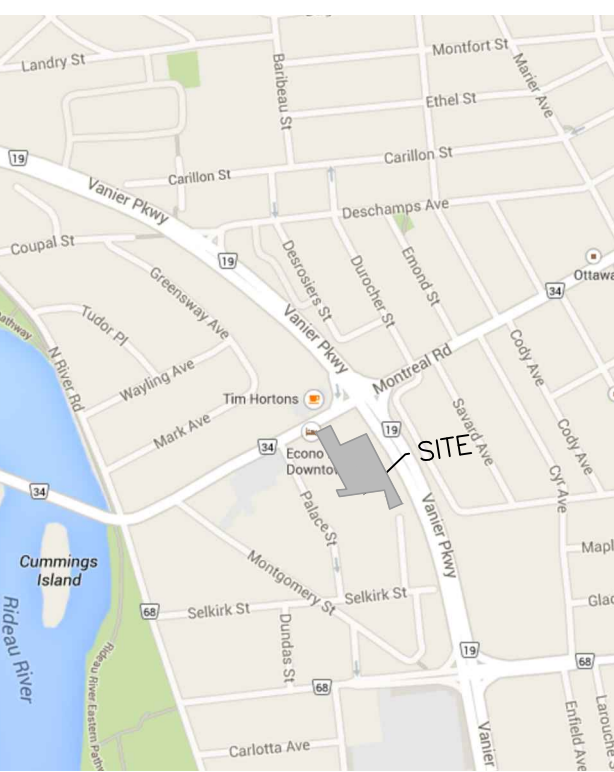 Landry St
Baribeau St
Montfort St
Marier Ave
Ethel St
19
Carillon St
Carillon St
Vanier Pkwy
Deschamps Ave
Coupal St
19
Desrosiers St
Durocher St
Emond St
Ottawa
34
Greensway Ave
Tudor Pl
Vanier Pkwy
N River Rd
Wayling Ave
Montreal Rd
Cody Ave
Tim Hortons
Mark Ave
Savard Ave
Cody Ave
19
34
Econo
Downto
SITE
34
Palace St
Vanier Pkwy
Cyr Ave
Cummings
Island
Montgomery St
Mapl
Rideau River
68
Selkirk St
Selkirk St
Glad
Dundas St
19
68
68
Rideau River Eastern Pathw
Carlotta Ave
Vanier
Enfield Ave
Larouche